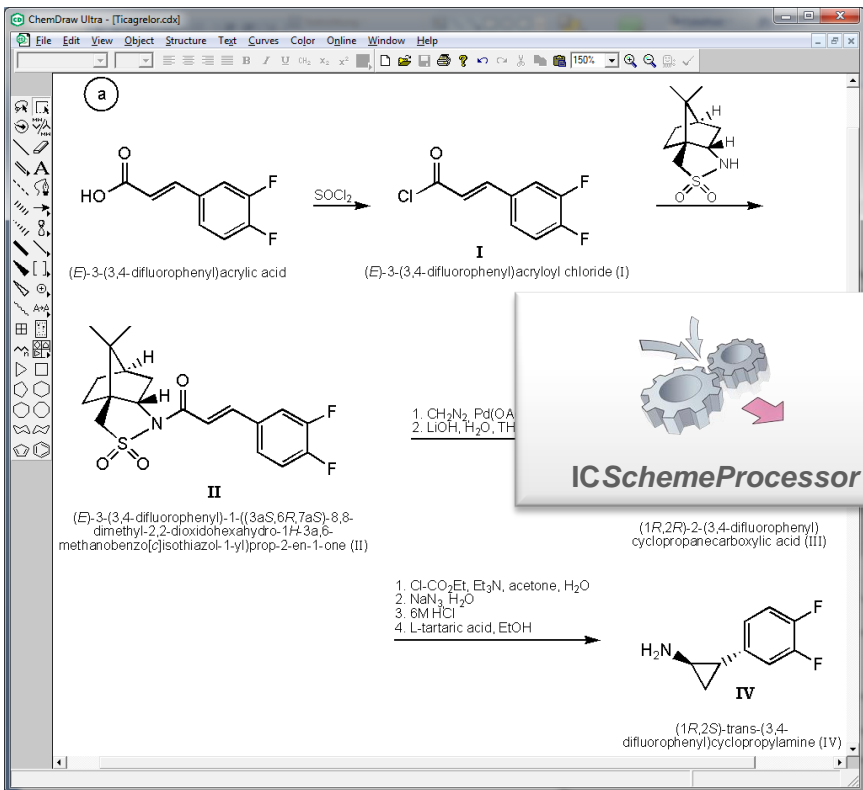 ChemDraw Ultra - [Ticagrelor.cdx]
File Edit View Object Structure Text Curves Color Online Window Help
B I U CH₂ X₂ X² 150%
a
O
HO
F
F
SOCl₂
O
Cl
F
F
I
H
H
NH
S
O O
(E)-3-(3,4-difluorophenyl)acrylic acid
(E)-3-(3,4-difluorophenyl)acryloyl chloride (I)
H
H
O
N
S
O
O
F
F
II
1. CH₂N₂, Pd(OA
2. LiOH, H₂O, TH
ICSchemeProcessor
(E)-3-(3,4-difluorophenyl)-1-((3aS,6R,7aS)-8,8-
dimethyl-2,2-dioxidohexahydro-1H-3a,6-
methanobenzo[c]isothiazol-1-yl)prop-2-en-1-one (II)
(1R,2R)-2-(3,4-difluorophenyl)
cyclopropanecarboxylic acid (III)
1. Cl-CO₂Et, Et₃N, acetone, H₂O
2. NaN₃, H₂O
3. 6M HCl
4. L-tartaric acid, EtOH
H₂N
F
F
IV
(1R,2S)-trans-(3,4-
difluorophenyl)cyclopropylamine (IV)